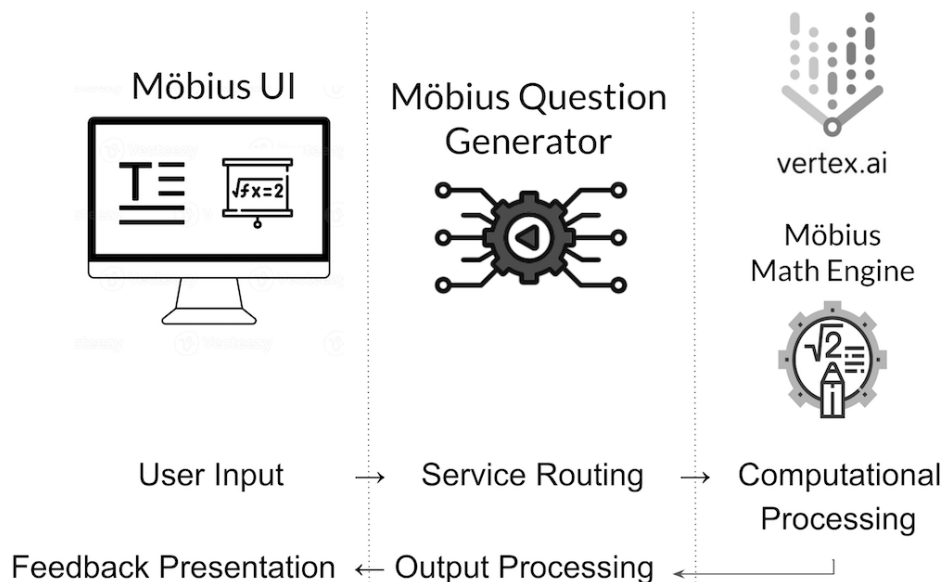 Möbius UI
T
√fx=2
Möbius Question
Generator
vertex.ai
Möbius
Math Engine
√2
User Input → Service Routing → Computational
Processing
Feedback Presentation ← Output Processing ←